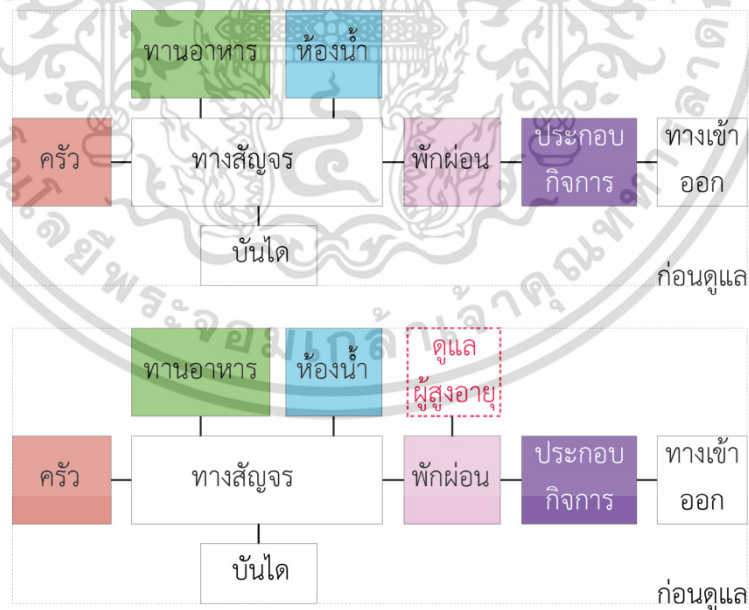 ทานอาหาร ห้องน้ำ
ครัว ทางสัญจร พักผ่อน ประกอบ ทางเข้า
กิจการ ออก
บันได
ก่อนดูแล
ทานอาหาร ห้องน้ำ ดูแล
ผู้สูงอายุ
ครัว ทางสัญจร พักผ่อน ประกอบ ทางเข้า
กิจการ ออก
บันได
ก่อนดูแล